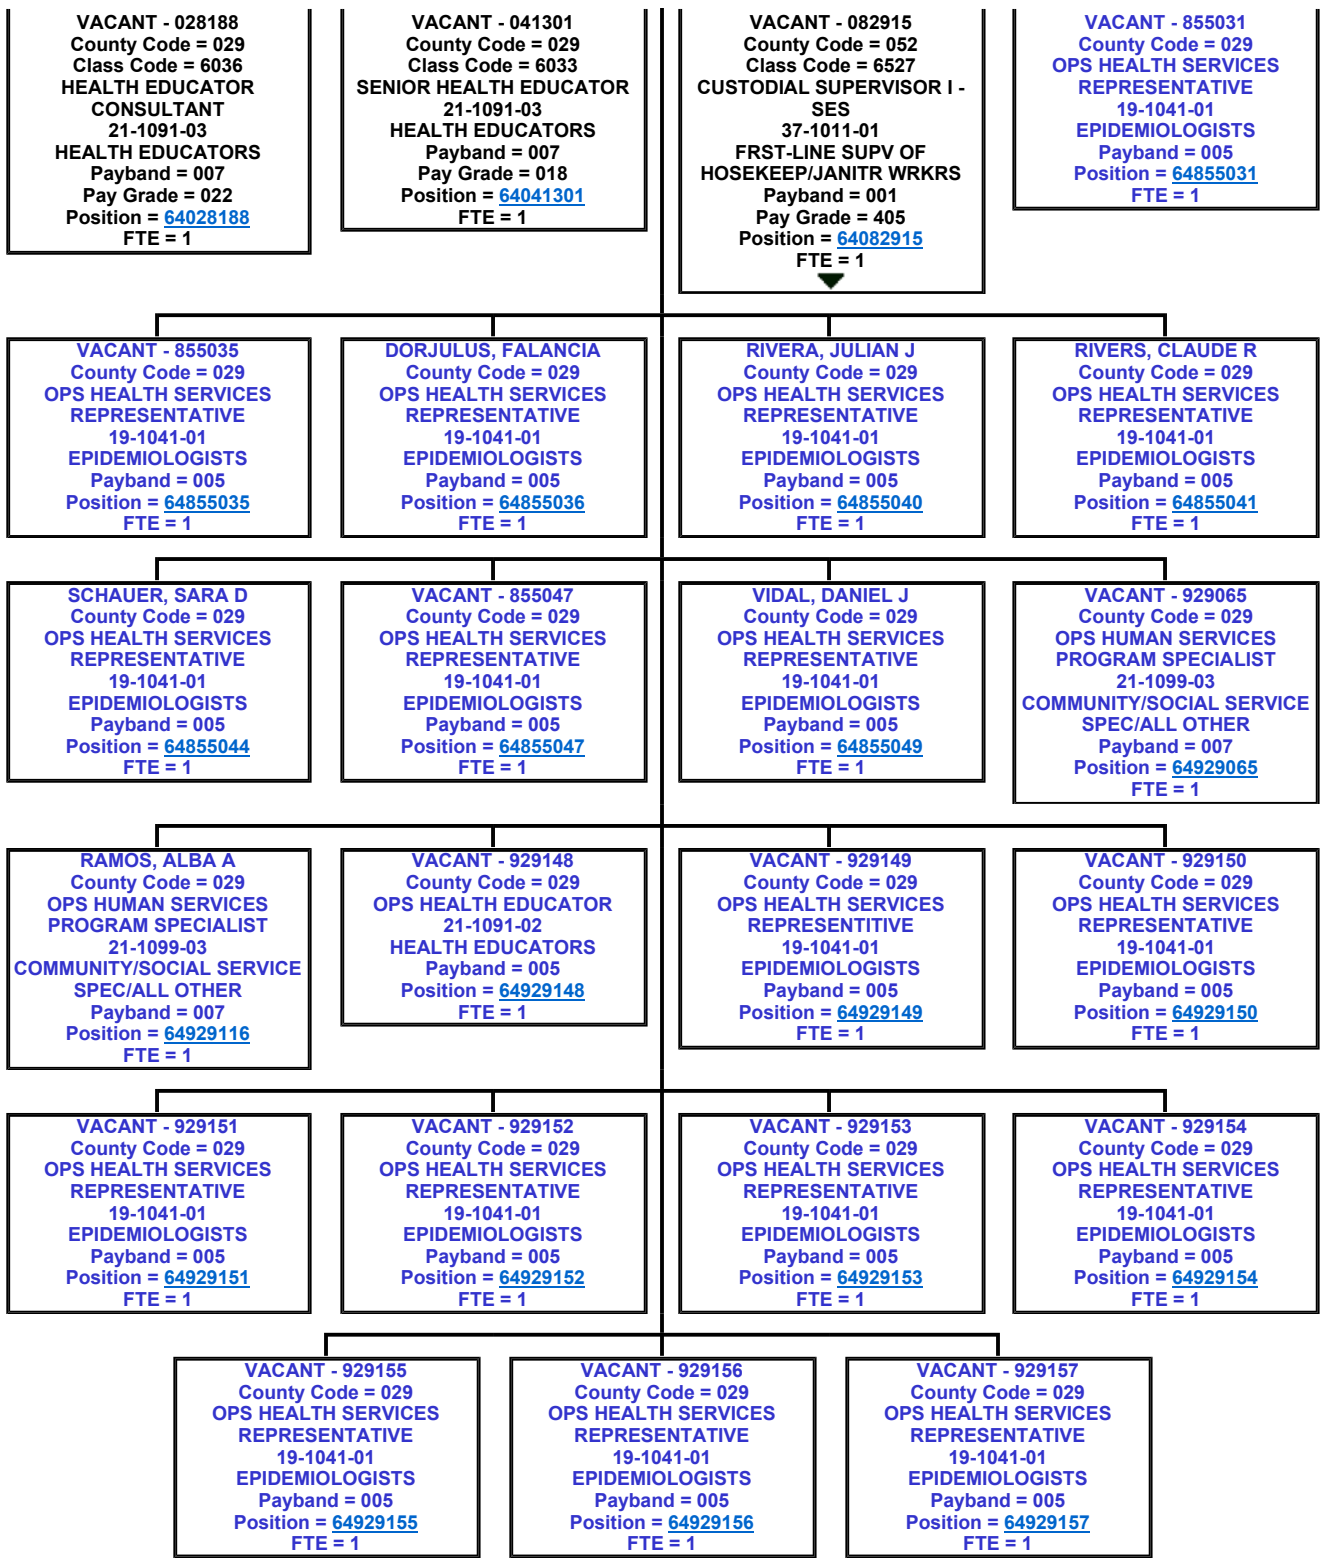 VACANT - 028188
County Code = 029
Class Code = 6036
HEALTH EDUCATOR
CONSULTANT
21-1091-03
HEALTH EDUCATORS
Payband = 007
Pay Grade = 022
Position = 64028188
FTE = 1
VACANT - 041301
County Code = 029
Class Code = 6033
SENIOR HEALTH EDUCATOR
21-1091-03
HEALTH EDUCATORS
Payband = 007
Pay Grade = 018
Position = 64041301
FTE = 1
VACANT - 082915
County Code = 052
Class Code = 6527
CUSTODIAL SUPERVISOR I -
SES
37-1011-01
FRST-LINE SUPV OF
HOSEKEEP/JANITR WRKRS
Payband = 001
Pay Grade = 405
Position = 64082915
FTE = 1
VACANT - 855031
County Code = 029
OPS HEALTH SERVICES
REPRESENTATIVE
19-1041-01
EPIDEMIOLOGISTS
Payband = 005
Position = 64855031
FTE = 1
VACANT - 855035
County Code = 029
OPS HEALTH SERVICES
REPRESENTATIVE
19-1041-01
EPIDEMIOLOGISTS
Payband = 005
Position = 64855035
FTE = 1
DORJULUS, FALANCIA
County Code = 029
OPS HEALTH SERVICES
REPRESENTATIVE
19-1041-01
EPIDEMIOLOGISTS
Payband = 005
Position = 64855036
FTE = 1
RIVERA, JULIAN J
County Code = 029
OPS HEALTH SERVICES
REPRESENTATIVE
19-1041-01
EPIDEMIOLOGISTS
Payband = 005
Position = 64855040
FTE = 1
RIVERS, CLAUDE R
County Code = 029
OPS HEALTH SERVICES
REPRESENTATIVE
19-1041-01
EPIDEMIOLOGISTS
Payband = 005
Position = 64855041
FTE = 1
SCHAUER, SARA D
County Code = 029
OPS HEALTH SERVICES
REPRESENTATIVE
19-1041-01
EPIDEMIOLOGISTS
Payband = 005
Position = 64855044
FTE = 1
VACANT - 855047
County Code = 029
OPS HEALTH SERVICES
REPRESENTATIVE
19-1041-01
EPIDEMIOLOGISTS
Payband = 005
Position = 64855047
FTE = 1
VIDAL, DANIEL J
County Code = 029
OPS HEALTH SERVICES
REPRESENTATIVE
19-1041-01
EPIDEMIOLOGISTS
Payband = 005
Position = 64855049
FTE = 1
VACANT - 929065
County Code = 029
OPS HUMAN SERVICES
PROGRAM SPECIALIST
21-1099-03
COMMUNITY/SOCIAL SERVICE
SPEC/ALL OTHER
Payband = 007
Position = 64929065
FTE = 1
RAMOS, ALBA A
County Code = 029
OPS HUMAN SERVICES
PROGRAM SPECIALIST
21-1099-03
COMMUNITY/SOCIAL SERVICE
SPEC/ALL OTHER
Payband = 007
Position = 64929116
FTE = 1
VACANT - 929148
County Code = 029
OPS HEALTH EDUCATOR
21-1091-02
HEALTH EDUCATORS
Payband = 005
Position = 64929148
FTE = 1
VACANT - 929149
County Code = 029
OPS HEALTH SERVICES
REPRESENTITIVE
19-1041-01
EPIDEMIOLOGISTS
Payband = 005
Position = 64929149
FTE = 1
VACANT - 929150
County Code = 029
OPS HEALTH SERVICES
REPRESENTATIVE
19-1041-01
EPIDEMIOLOGISTS
Payband = 005
Position = 64929150
FTE = 1
VACANT - 929151
County Code = 029
OPS HEALTH SERVICES
REPRESENTATIVE
19-1041-01
EPIDEMIOLOGISTS
Payband = 005
Position = 64929151
FTE = 1
VACANT - 929152
County Code = 029
OPS HEALTH SERVICES
REPRESENTATIVE
19-1041-01
EPIDEMIOLOGISTS
Payband = 005
Position = 64929152
FTE = 1
VACANT - 929153
County Code = 029
OPS HEALTH SERVICES
REPRESENTATIVE
19-1041-01
EPIDEMIOLOGISTS
Payband = 005
Position = 64929153
FTE = 1
VACANT - 929154
County Code = 029
OPS HEALTH SERVICES
REPRESENTATIVE
19-1041-01
EPIDEMIOLOGISTS
Payband = 005
Position = 64929154
FTE = 1
VACANT - 929155
County Code = 029
OPS HEALTH SERVICES
REPRESENTATIVE
19-1041-01
EPIDEMIOLOGISTS
Payband = 005
Position = 64929155
FTE = 1
VACANT - 929156
County Code = 029
OPS HEALTH SERVICES
REPRESENTATIVE
19-1041-01
EPIDEMIOLOGISTS
Payband = 005
Position = 64929156
FTE = 1
VACANT - 929157
County Code = 029
OPS HEALTH SERVICES
REPRESENTATIVE
19-1041-01
EPIDEMIOLOGISTS
Payband = 005
Position = 64929157
FTE = 1